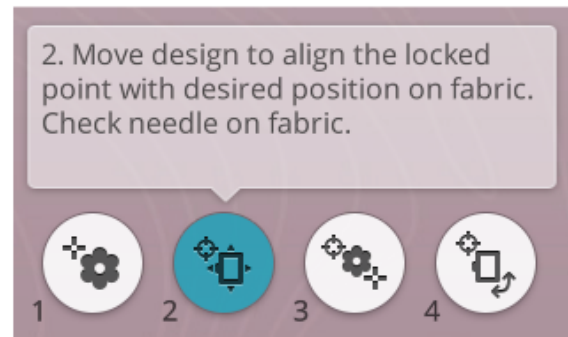 2. Move design to align the locked
point with desired position on fabric.
Check needle on fabric.
1 2 3 4